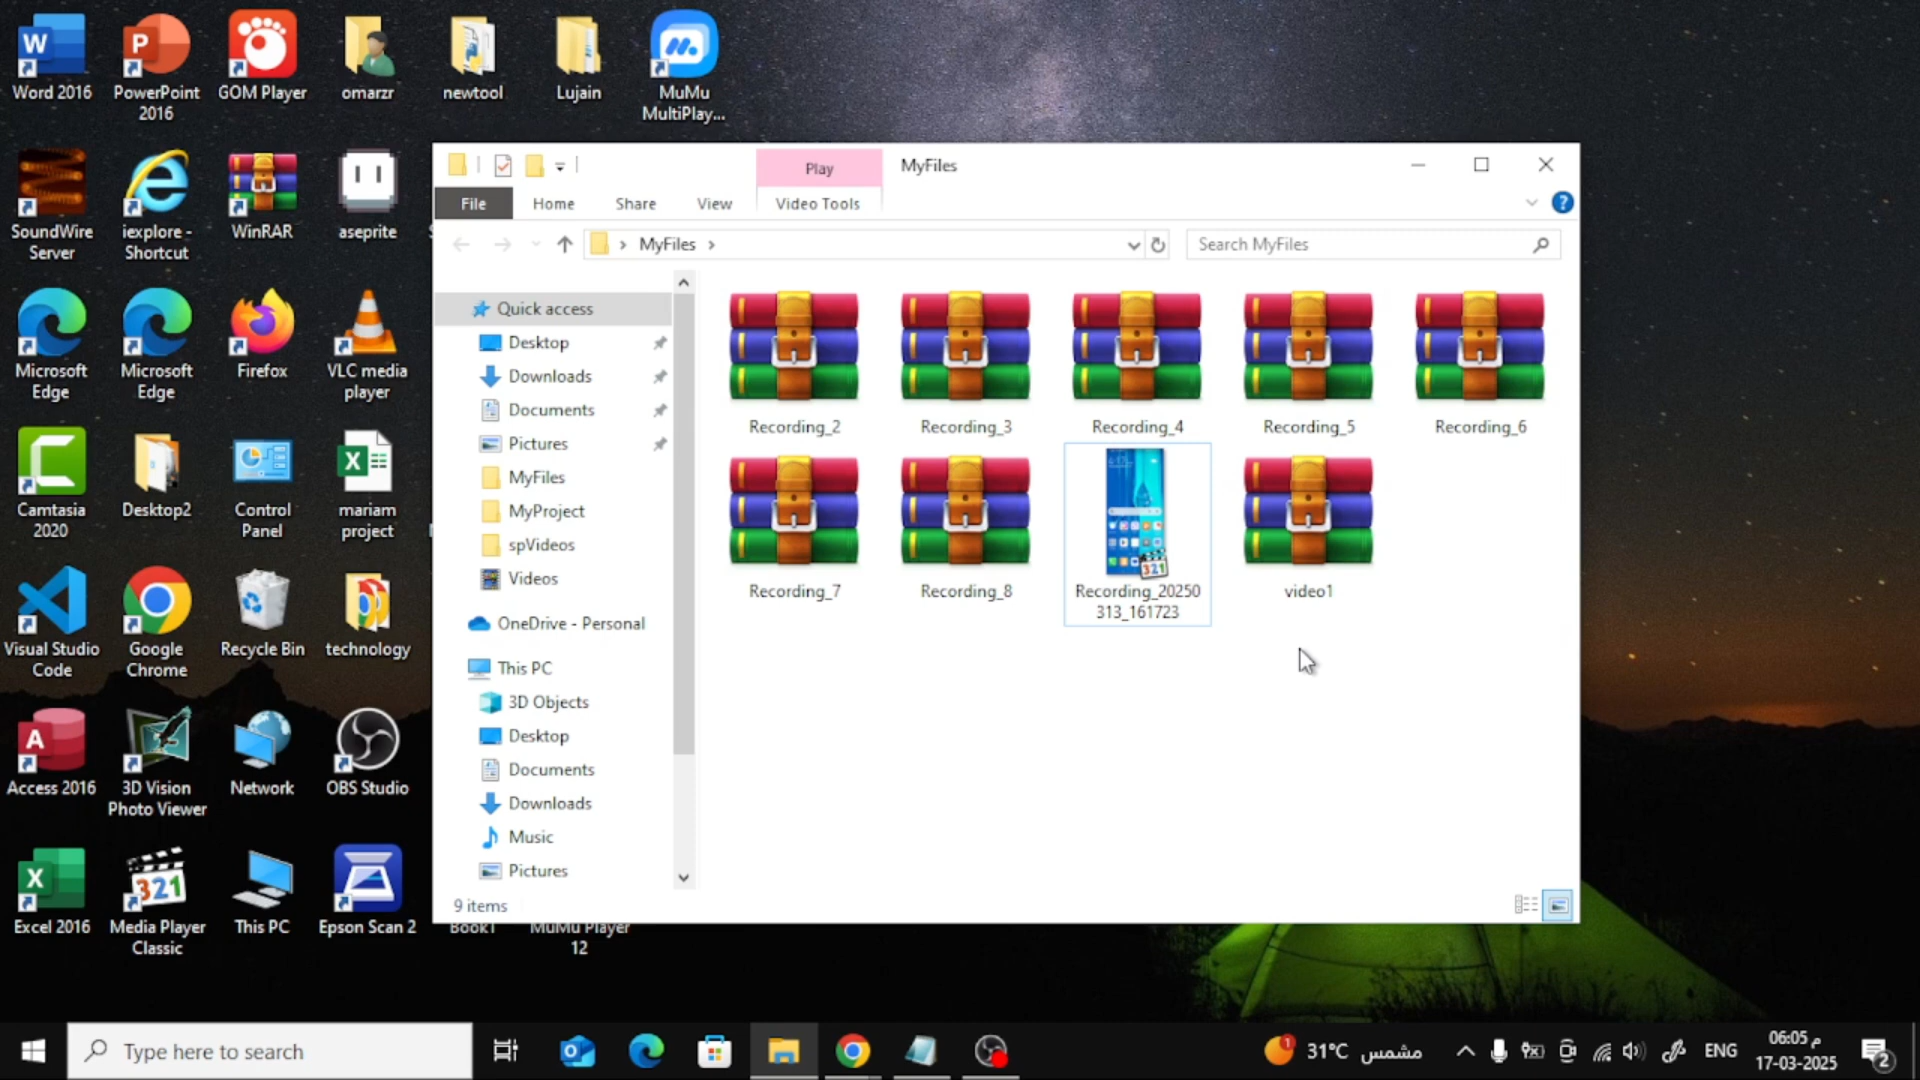 Word 2016
PowerPoint
2016
GOM Player
omarzr
newtool
Lujain
MuMu
MultiPlay...
SoundWire
Server
iexplore -
Shortcut
WinRAR
aseprite
Microsoft
Edge
Microsoft
Edge
Firefox
VLC media
player
Camtasia
2020
Desktop2
Control
Panel
mariam
project
Visual Studio
Code
Google
Chrome
Recycle Bin
technology
Access 2016
3D Vision
Photo Viewer
Network
OBS Studio
Excel 2016
Media Player
Classic
This PC
Epson Scan 2
Book1
MuMu Player
12
Play
MyFiles
File
Home
Share
View
Video Tools
MyFiles
Search MyFiles
Quick access
Desktop
Downloads
Documents
Pictures
MyFiles
MyProject
spVideos
Videos
OneDrive - Personal
This PC
3D Objects
Desktop
Documents
Downloads
Music
Pictures
Recording_2
Recording_3
Recording_4
Recording_5
Recording_6
Recording_7
Recording_8
Recording_20250
313_161723
video1
9 items
Type here to search
31°C مشمس
ENG
06:05 م
17-03-2025
2